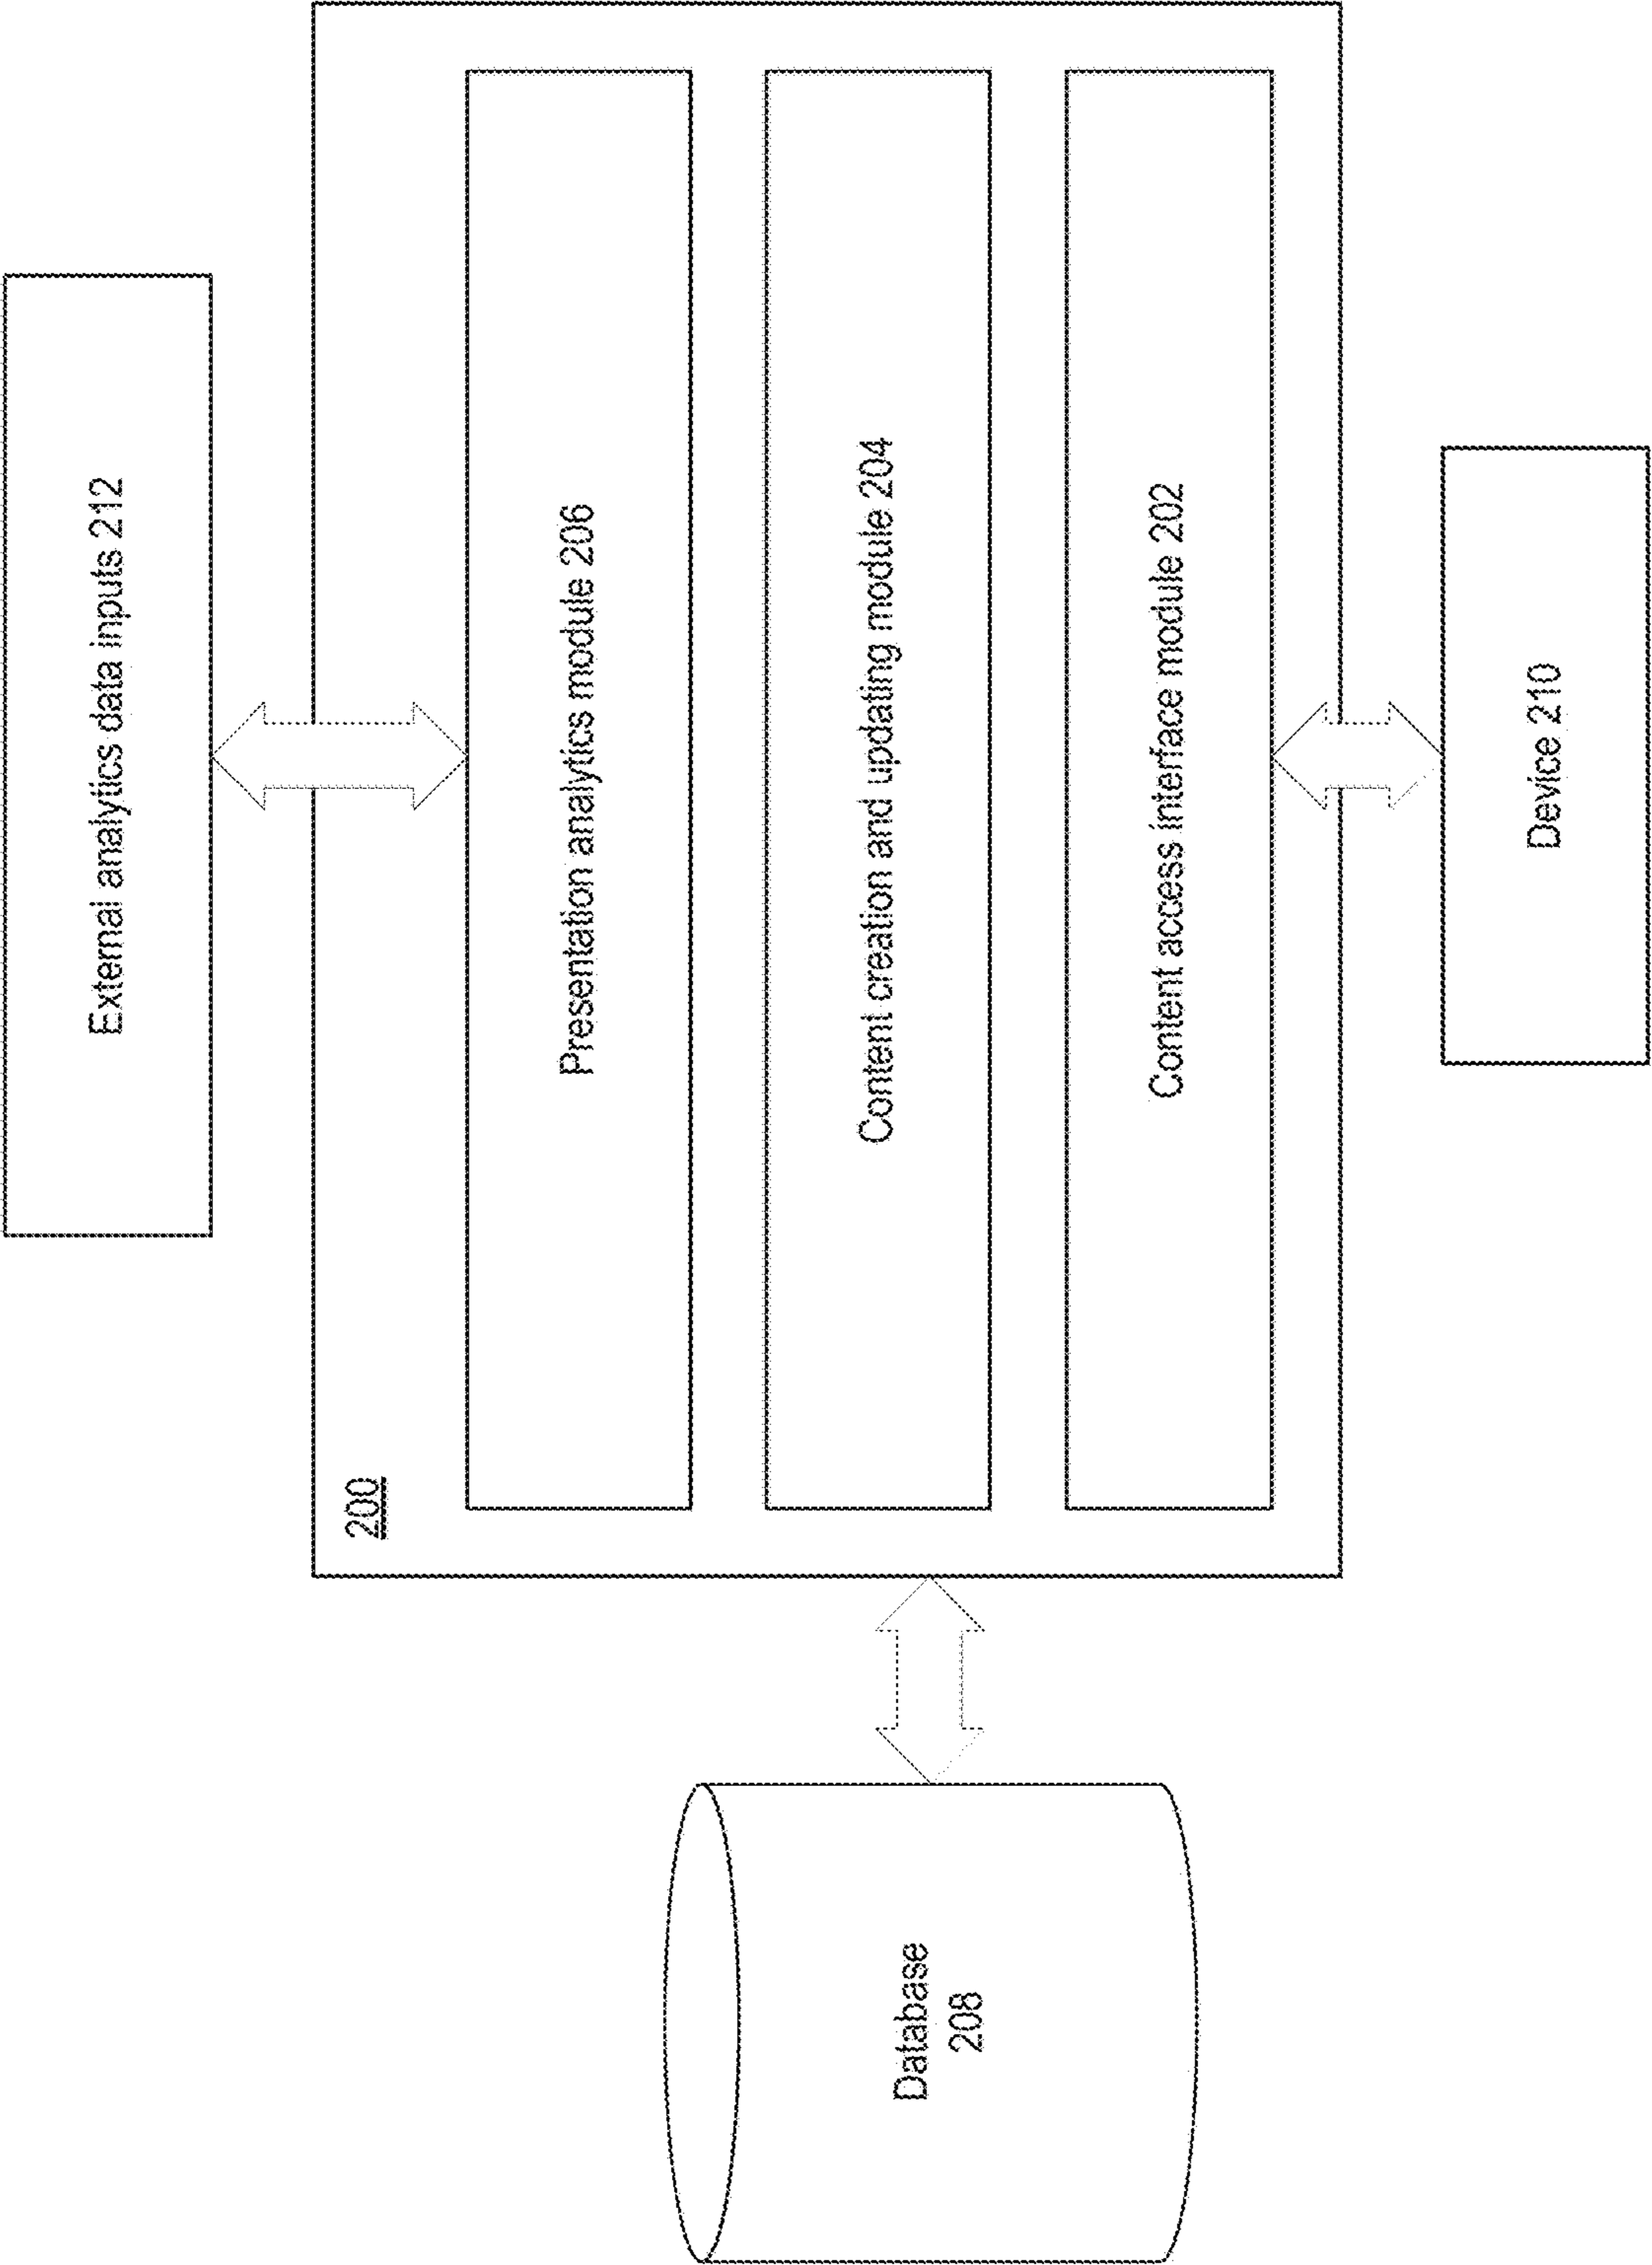 External analytics data inputs 212
200
Presentation analytics module 206
Content creation and updating module 204
Content access interface module 202
Device 210
Database
208